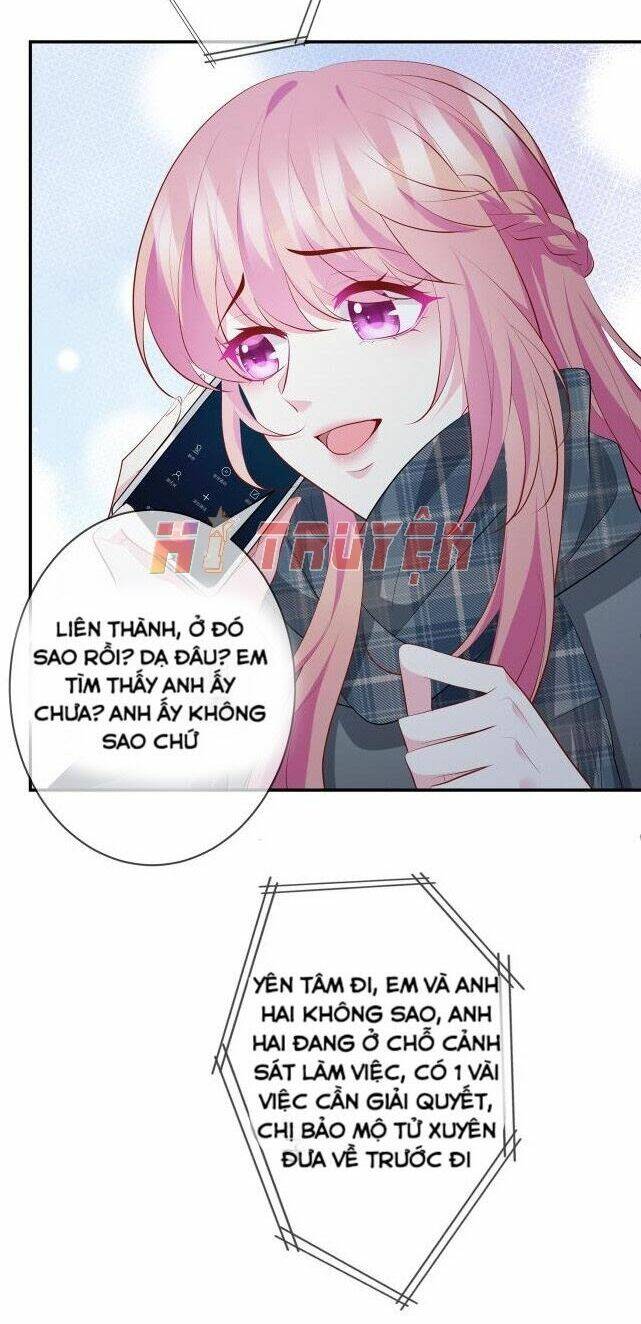 HI TRUYỆN
LIÊN THÀNH, Ở ĐÓ
SAO RỒI? DẠ ĐÂU? EM
TÌM THẤY ANH ẤY
CHƯA? ANH ẤY KHÔNG
SAO CHỨ
YÊN TÂM ĐI, EM VÀ ANH
HAI KHÔNG SAO, ANH
HAI ĐANG Ở CHỖ CẢNH
SÁT LÀM VIỆC, CÓ 1 VÀI
VIỆC CẦN GIẢI QUYẾT,
CHỊ BẢO MỘ TỬ XUYÊN
ĐƯA VỀ TRƯỚC ĐI